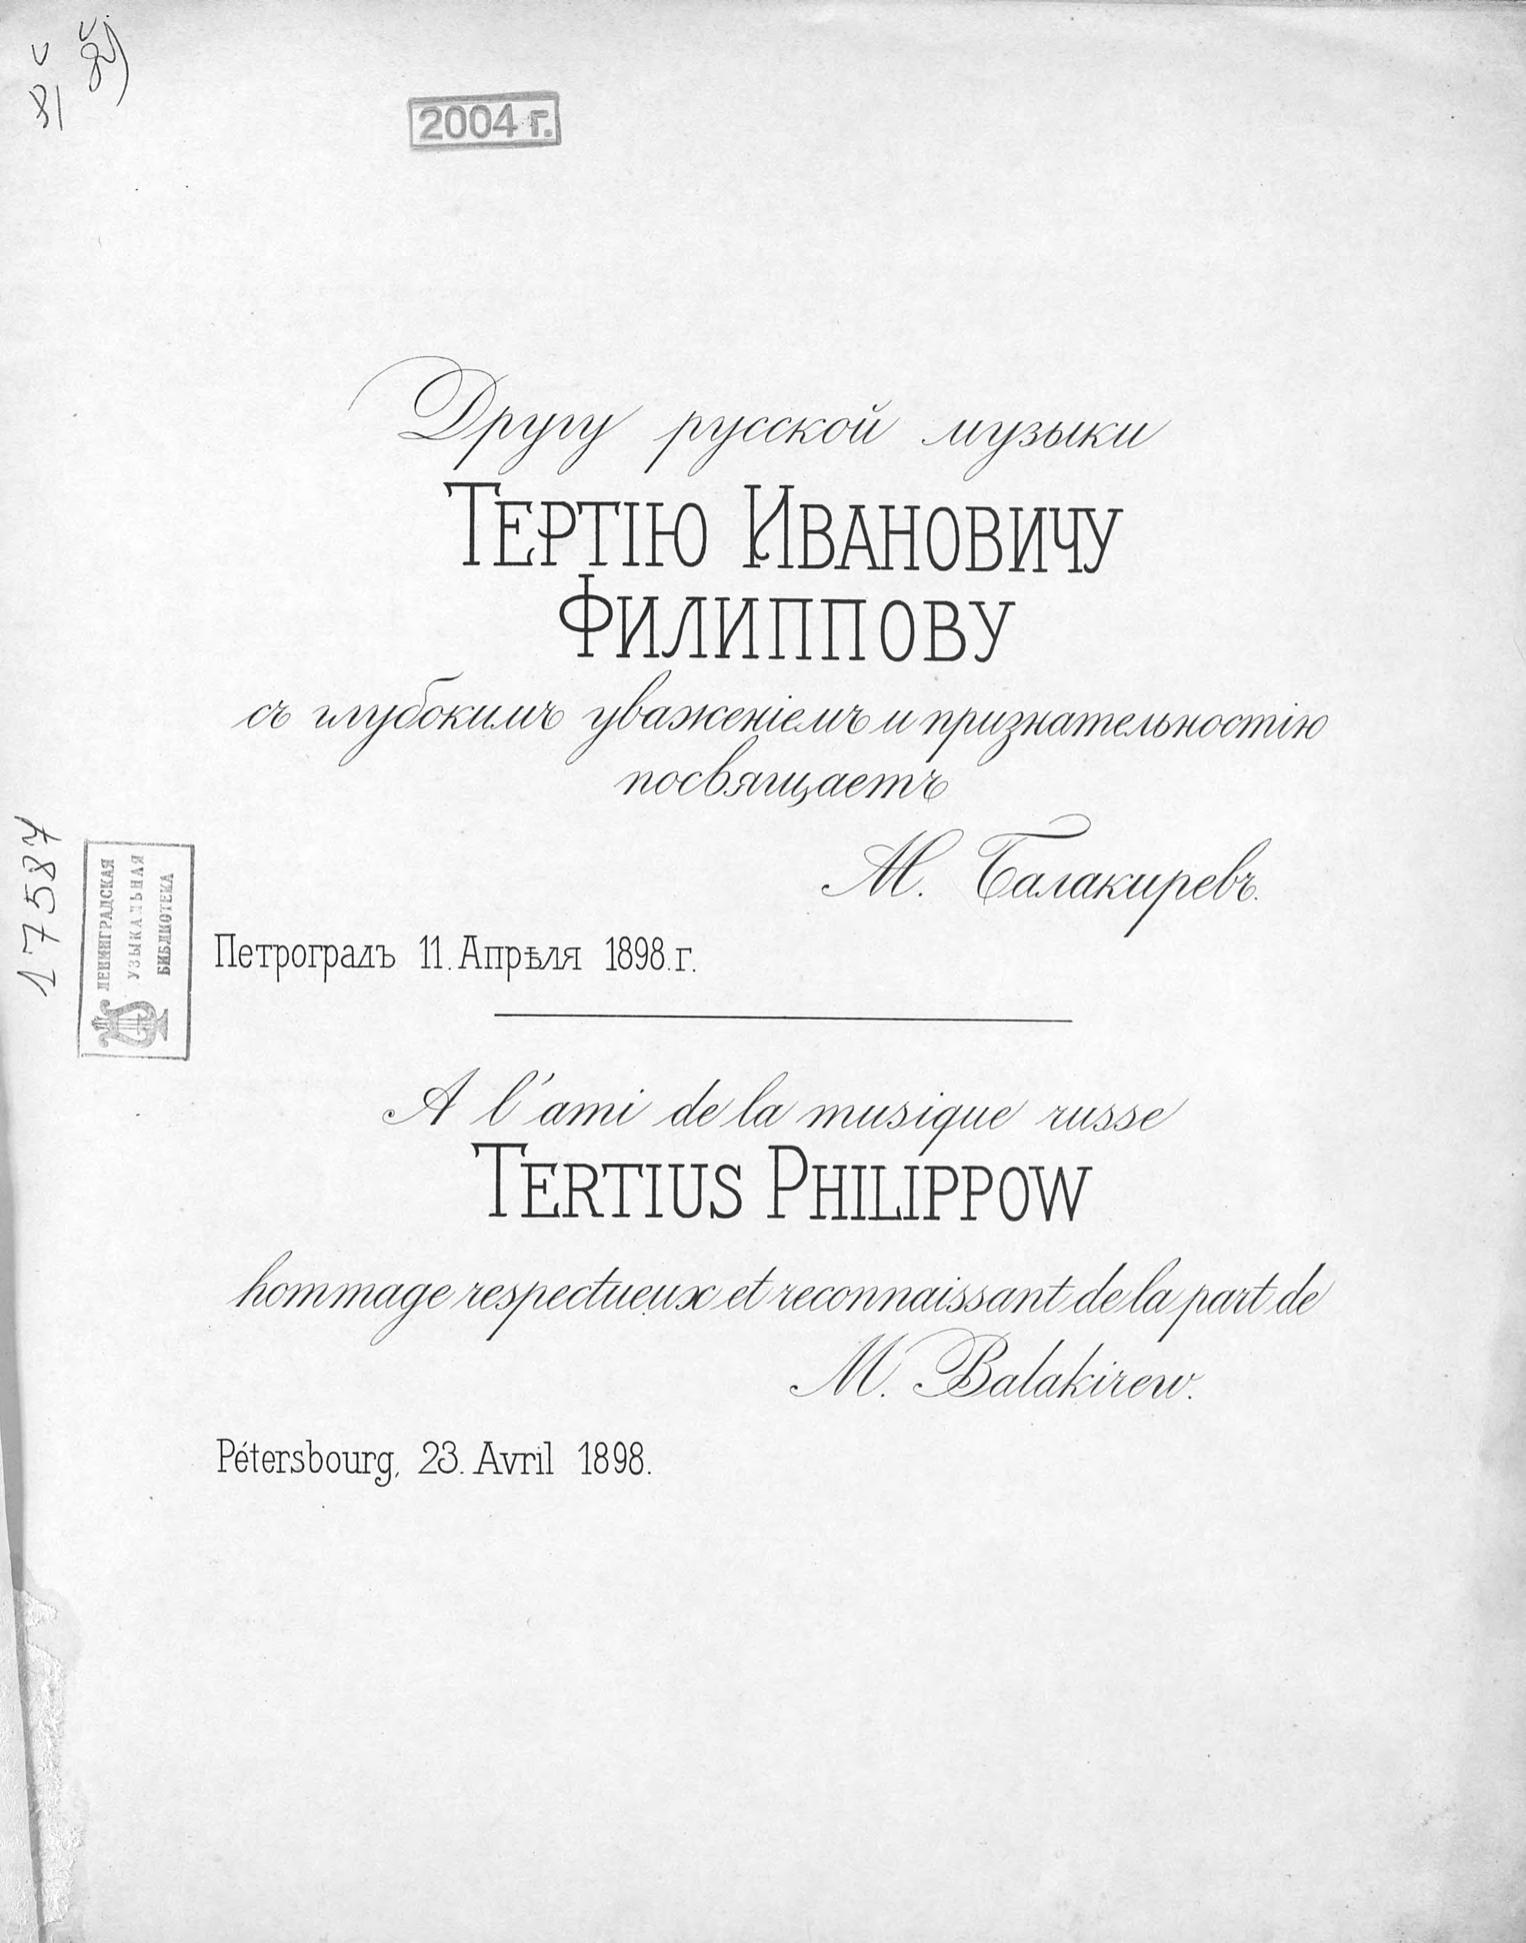 2004 г.
Другу русской музыки
ТЕРТІЮ ИВАНОВИЧУ
ФИЛИППОВУ
съ глубокимъ уваженіемъ и признательностію
посвящаетъ
М. Балакиревъ.
17587
ЛЕНИНГРАДСКАЯ
УЗЫКАЛЬНАЯ
БИБЛИОТЕКА
Петроградъ 11. Апрѣля 1898. г.
A l'ami de la musique russe
TERTIUS PHILIPPOW
hommage respectueux et reconnaissant de la part de
M. Balakirew.
Pétersbourg, 23. Avril 1898.